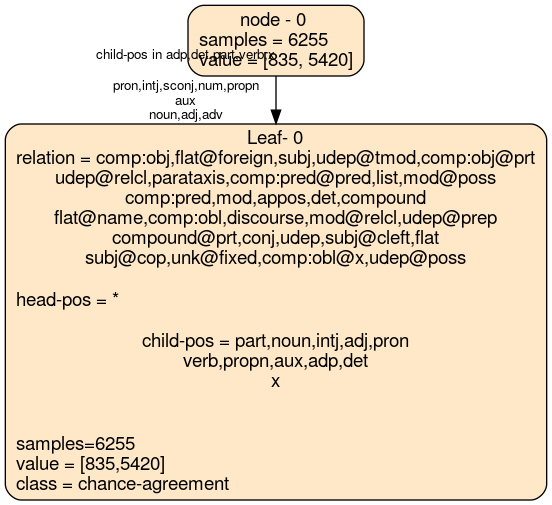 node - 0
samples = 6255
value = [835, 5420]
child-pos in adp,det,part,verb,x
pron,intj,sconj,num,propn
aux
noun,adj,adv
Leaf- 0
relation = comp:obj,flat@foreign,subj,udep@tmod,comp:obj@prt
udep@relcl,parataxis,comp:pred@pred,list,mod@poss
comp:pred,mod,appos,det,compound
flat@name,comp:obl,discourse,mod@relcl,udep@prep
compound@prt,conj,udep,subj@cleft,flat
subj@cop,unk@fixed,comp:obl@x,udep@poss
head-pos = *
child-pos = part,noun,intj,adj,pron
verb,propn,aux,adp,det
x
samples=6255
value = [835,5420]
class = chance-agreement